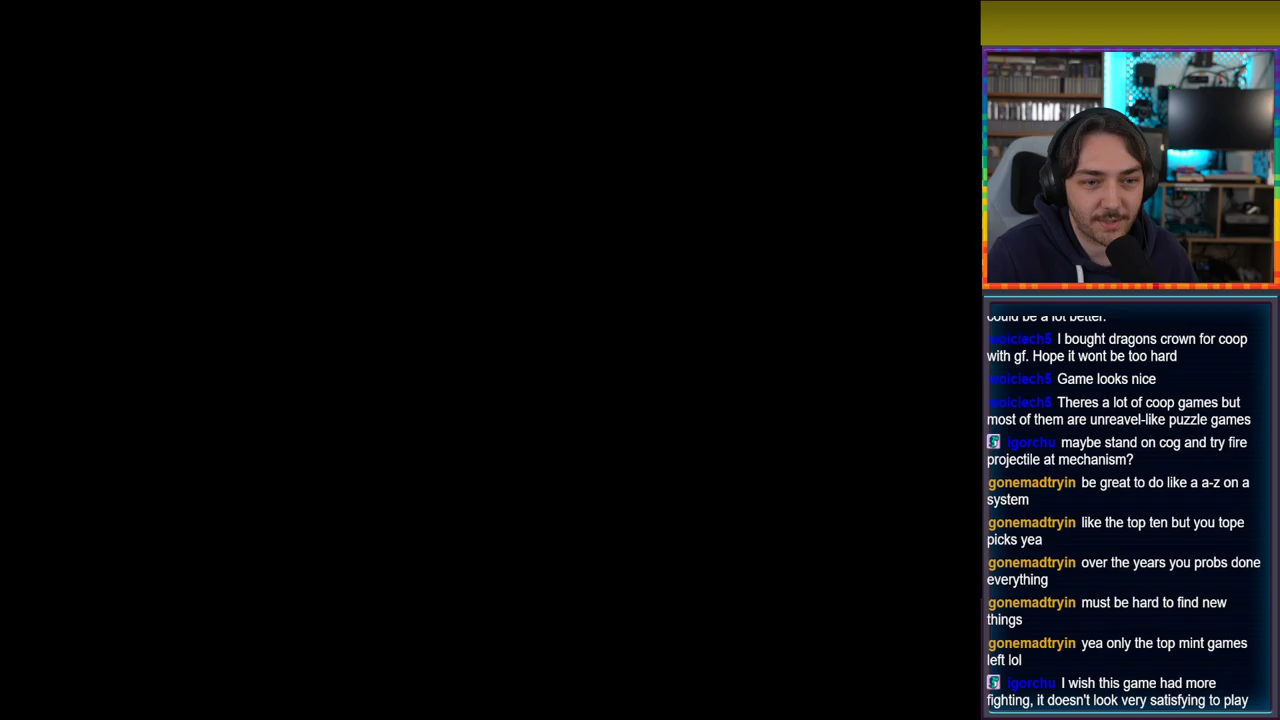 could be a lot better.
woiciech5 I bought dragons crown for coop
with gf. Hope it wont be too hard
woiciech5 Game looks nice
woiciech5 Theres a lot of coop games but
most of them are unreavel-like puzzle games
igorchu maybe stand on cog and try fire
projectile at mechanism?
gonemadtryin be great to do like a a-z on a
system
gonemadtryin like the top ten but you tope
picks yea
gonemadtryin over the years you probs done
everything
gonemadtryin must be hard to find new
things
gonemadtryin yea only the top mint games
left lol
igorchu I wish this game had more
fighting, it doesn't look very satisfying to play